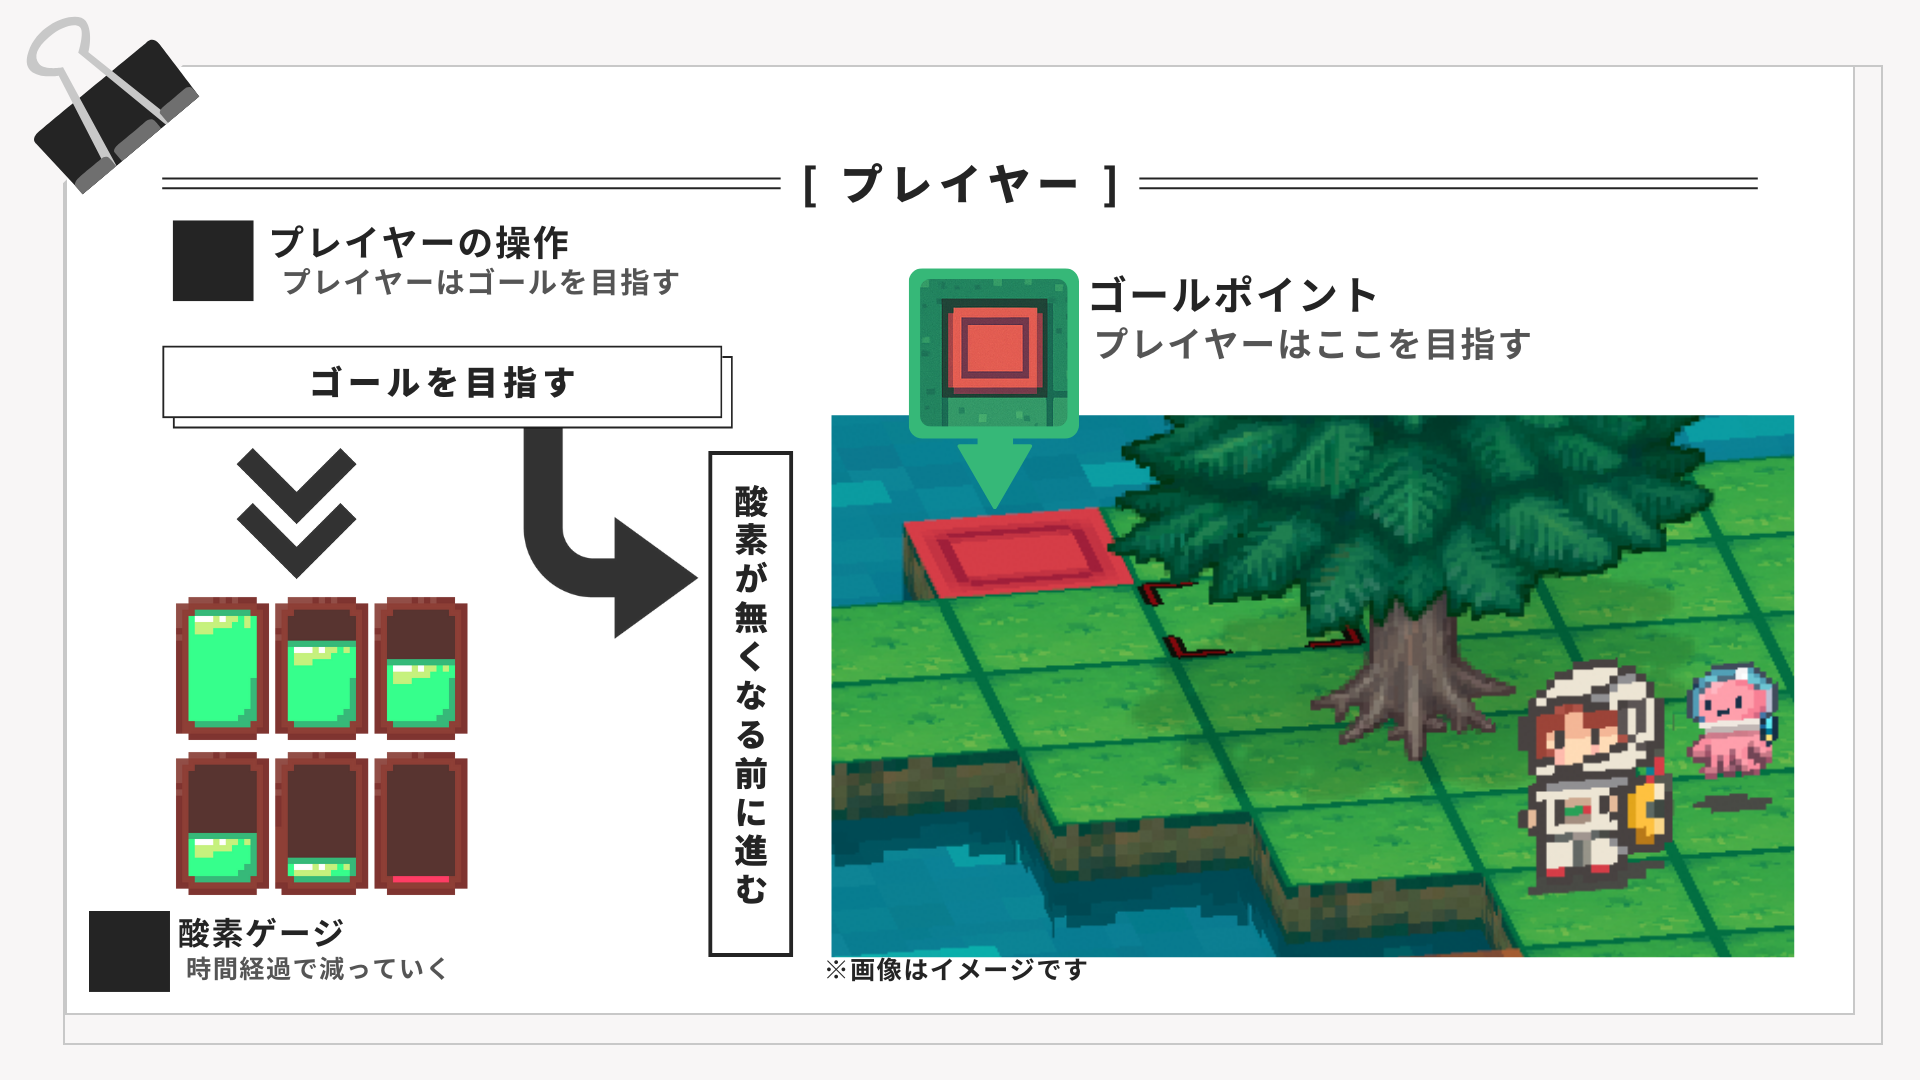 [ プレイヤー ]
プレイヤーの操作
プレイヤーはゴールを目指す
ゴールを目指す
酸素が無くなる前に進む
酸素ゲージ
時間経過で減っていく
ゴールポイント
プレイヤーはここを目指す
※画像はイメージです